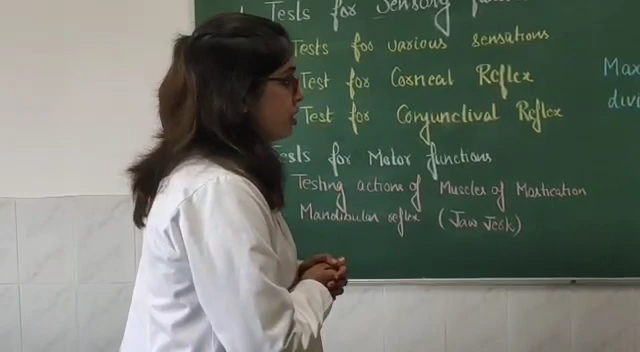 Tests for Sensory
Tests for various sensations
Test for Corneal Reflex
Test for Conjunctival Reflex
Tests for Motor functions
Testing actions of Muscles of Mastication
Mandibular reflex (Jaw Jerk)
Max
divi